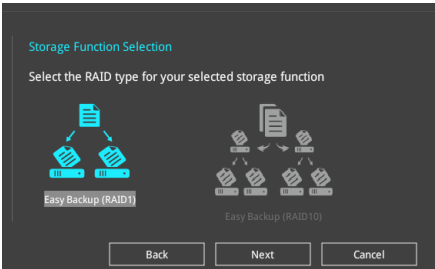 Storage Function Selection
Select the RAID type for your selected storage function
Easy Backup (RAID1)
Easy Backup (RAID10)
Back
Next
Cancel